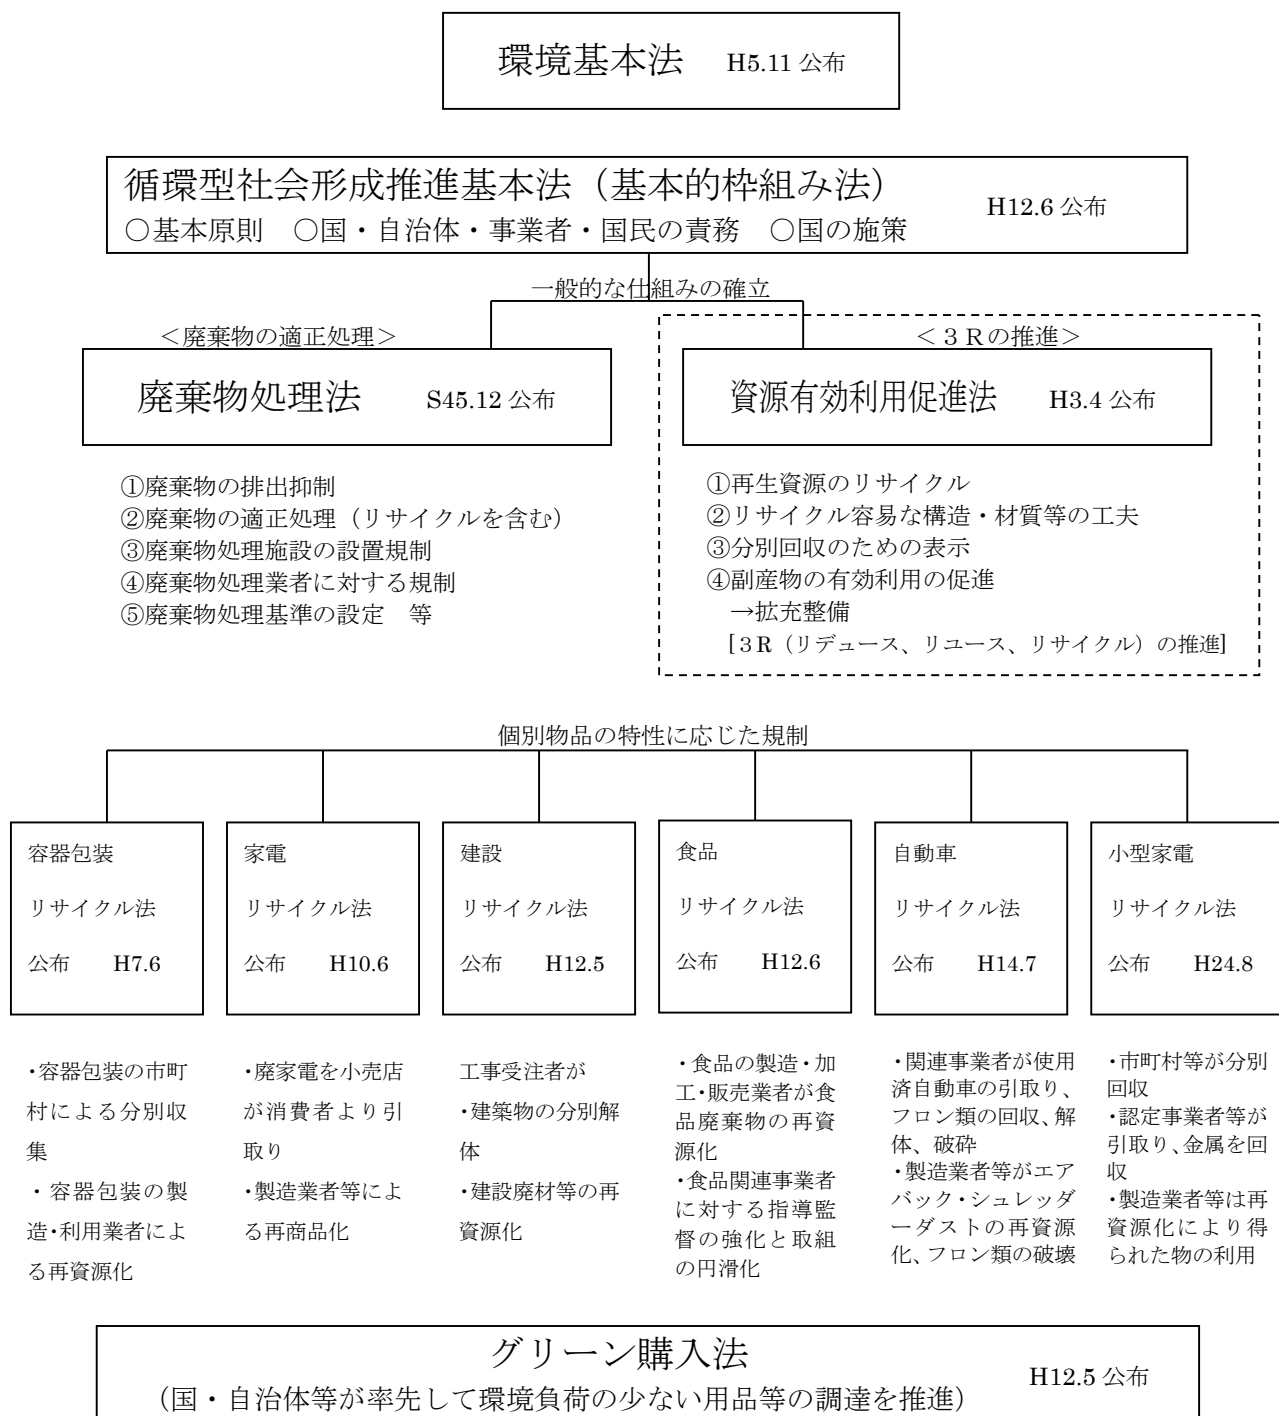 環境基本法 H5.11 公布
循環型社会形成推進基本法（基本的枠組み法） H12.6 公布
○基本原則 ○国・自治体・事業者・国民の責務 ○国の施策
一般的な仕組みの確立
＜廃棄物の適正処理＞
廃棄物処理法 S45.12 公布
①廃棄物の排出抑制
②廃棄物の適正処理（リサイクルを含む）
③廃棄物処理施設の設置規制
④廃棄物処理業者に対する規制
⑤廃棄物処理基準の設定 等
＜３Ｒの推進＞
資源有効利用促進法 H3.4 公布
①再生資源のリサイクル
②リサイクル容易な構造・材質等の工夫
③分別回収のための表示
④副産物の有効利用の促進
→拡充整備
[３R（リデュース、リユース、リサイクル）の推進]
個別物品の特性に応じた規制
容器包装
リサイクル法
公布 H7.6
・容器包装の市町
村による分別収
集
・容器包装の製
造・利用業者によ
る再資源化
家電
リサイクル法
公布 H10.6
・廃家電を小売店
が消費者より引
取り
・製造業者等によ
る再商品化
建設
リサイクル法
公布 H12.5
工事受注者が
・建築物の分別解
体
・建設廃材等の再
資源化
食品
リサイクル法
公布 H12.6
・食品の製造・加
工・販売業者が食
品廃棄物の再資
源化
・食品関連事業者
に対する指導監
督の強化と取組
の円滑化
自動車
リサイクル法
公布 H14.7
・関連事業者が使用
済自動車の引取り、
フロン類の回収、解
体、破砕
・製造業者等がエア
バック・シュレッダ
ーダストの再資源
化、フロン類の破壊
小型家電
リサイクル法
公布 H24.8
・市町村等が分別
回収
・認定事業者等が
引取り、金属を回
収
・製造業者等は再
資源化により得
られた物の利用
グリーン購入法 H12.5 公布
（国・自治体等が率先して環境負荷の少ない用品等の調達を推進）